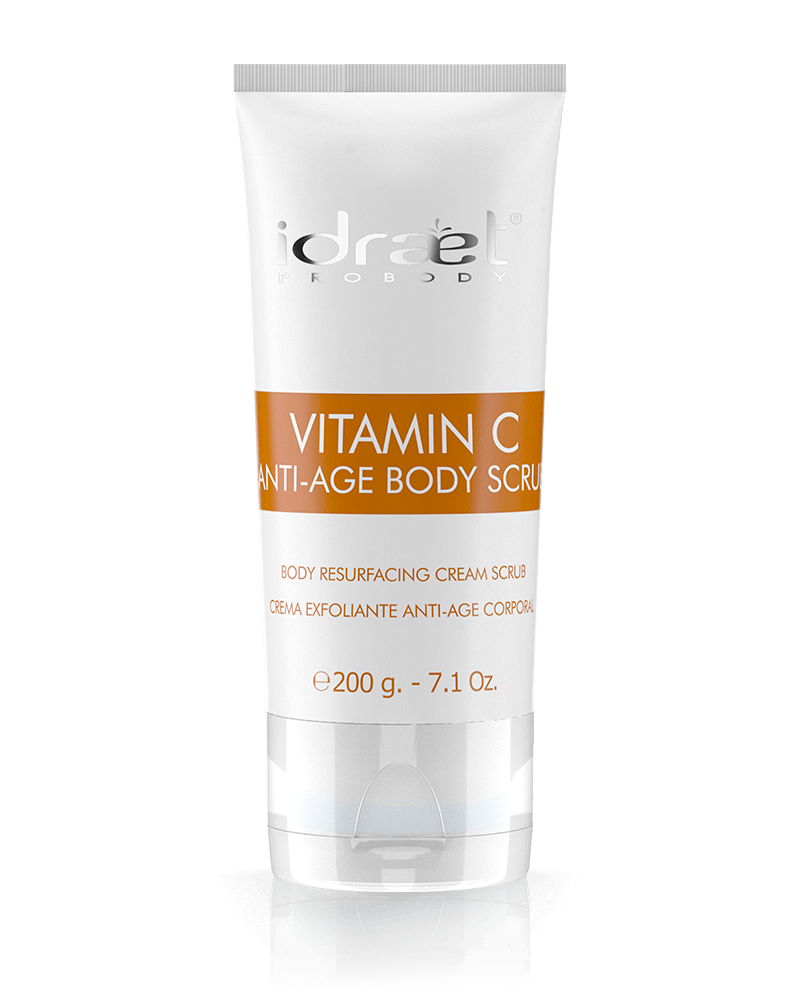 idraet®
PROBODY
VITAMIN C
ANTI-AGE BODY SCRUB
BODY RESURFACING CREAM SCRUB
CREMA EXFOLIANTE ANTI-AGE CORPORAL
℮200 g. - 7.1 Oz.